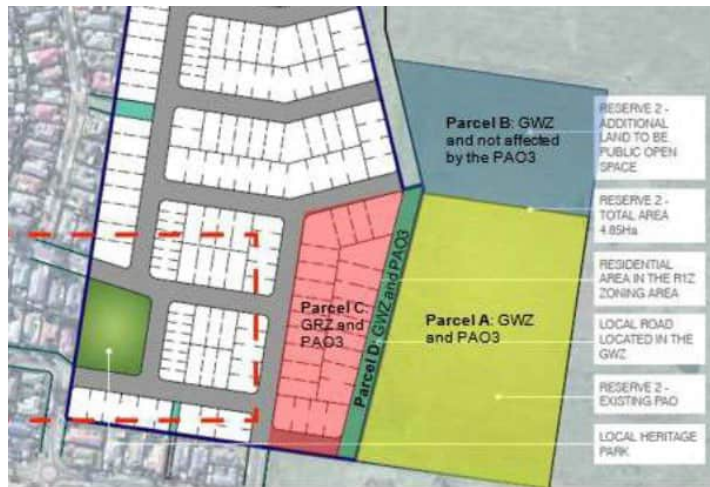 Parcel B: GWZ
and not affected
by the PAO3
Parcel C:
GRZ and
PAO3
Parcel D: GWZ and PAO3
Parcel A: GWZ
and PAO3
RESERVE 2 -
ADDITIONAL
LAND TO BE
PUBLIC OPEN
SPACE
RESERVE 2 -
TOTAL AREA
4.85Ha
RESIDENTIAL
AREA IN THE R1Z
ZONING AREA
LOCAL ROAD
LOCATED IN THE
GWZ
RESERVE 2 -
EXISTING PAO
LOCAL HERITAGE
PARK